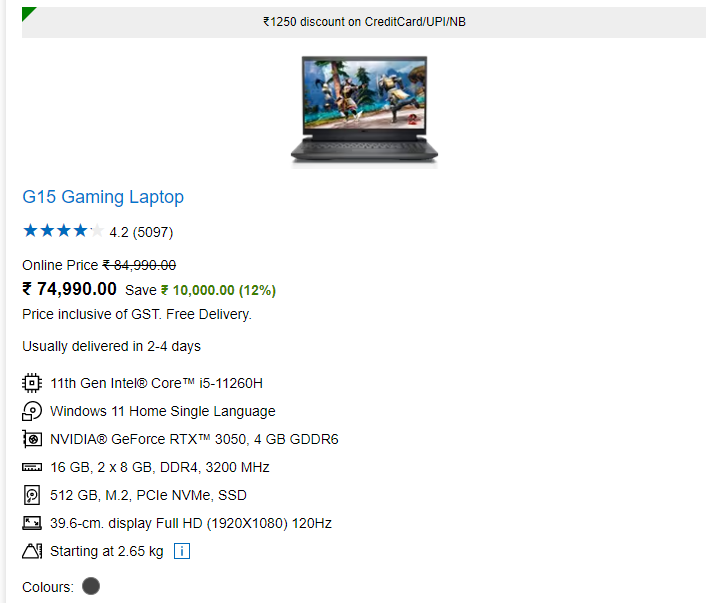 ₹1250 discount on CreditCard/UPI/NB
G15 Gaming Laptop
4.2 (5097)
Online Price ₹ 84,990.00
₹ 74,990.00 Save ₹ 10,000.00 (12%)
Price inclusive of GST. Free Delivery.
Usually delivered in 2-4 days
11th Gen Intel® Core™ i5-11260H
Windows 11 Home Single Language
NVIDIA® GeForce RTX™ 3050, 4 GB GDDR6
16 GB, 2 x 8 GB, DDR4, 3200 MHz
512 GB, M.2, PCIe NVMe, SSD
39.6-cm. display Full HD (1920X1080) 120Hz
Starting at 2.65 kg i
Colours: